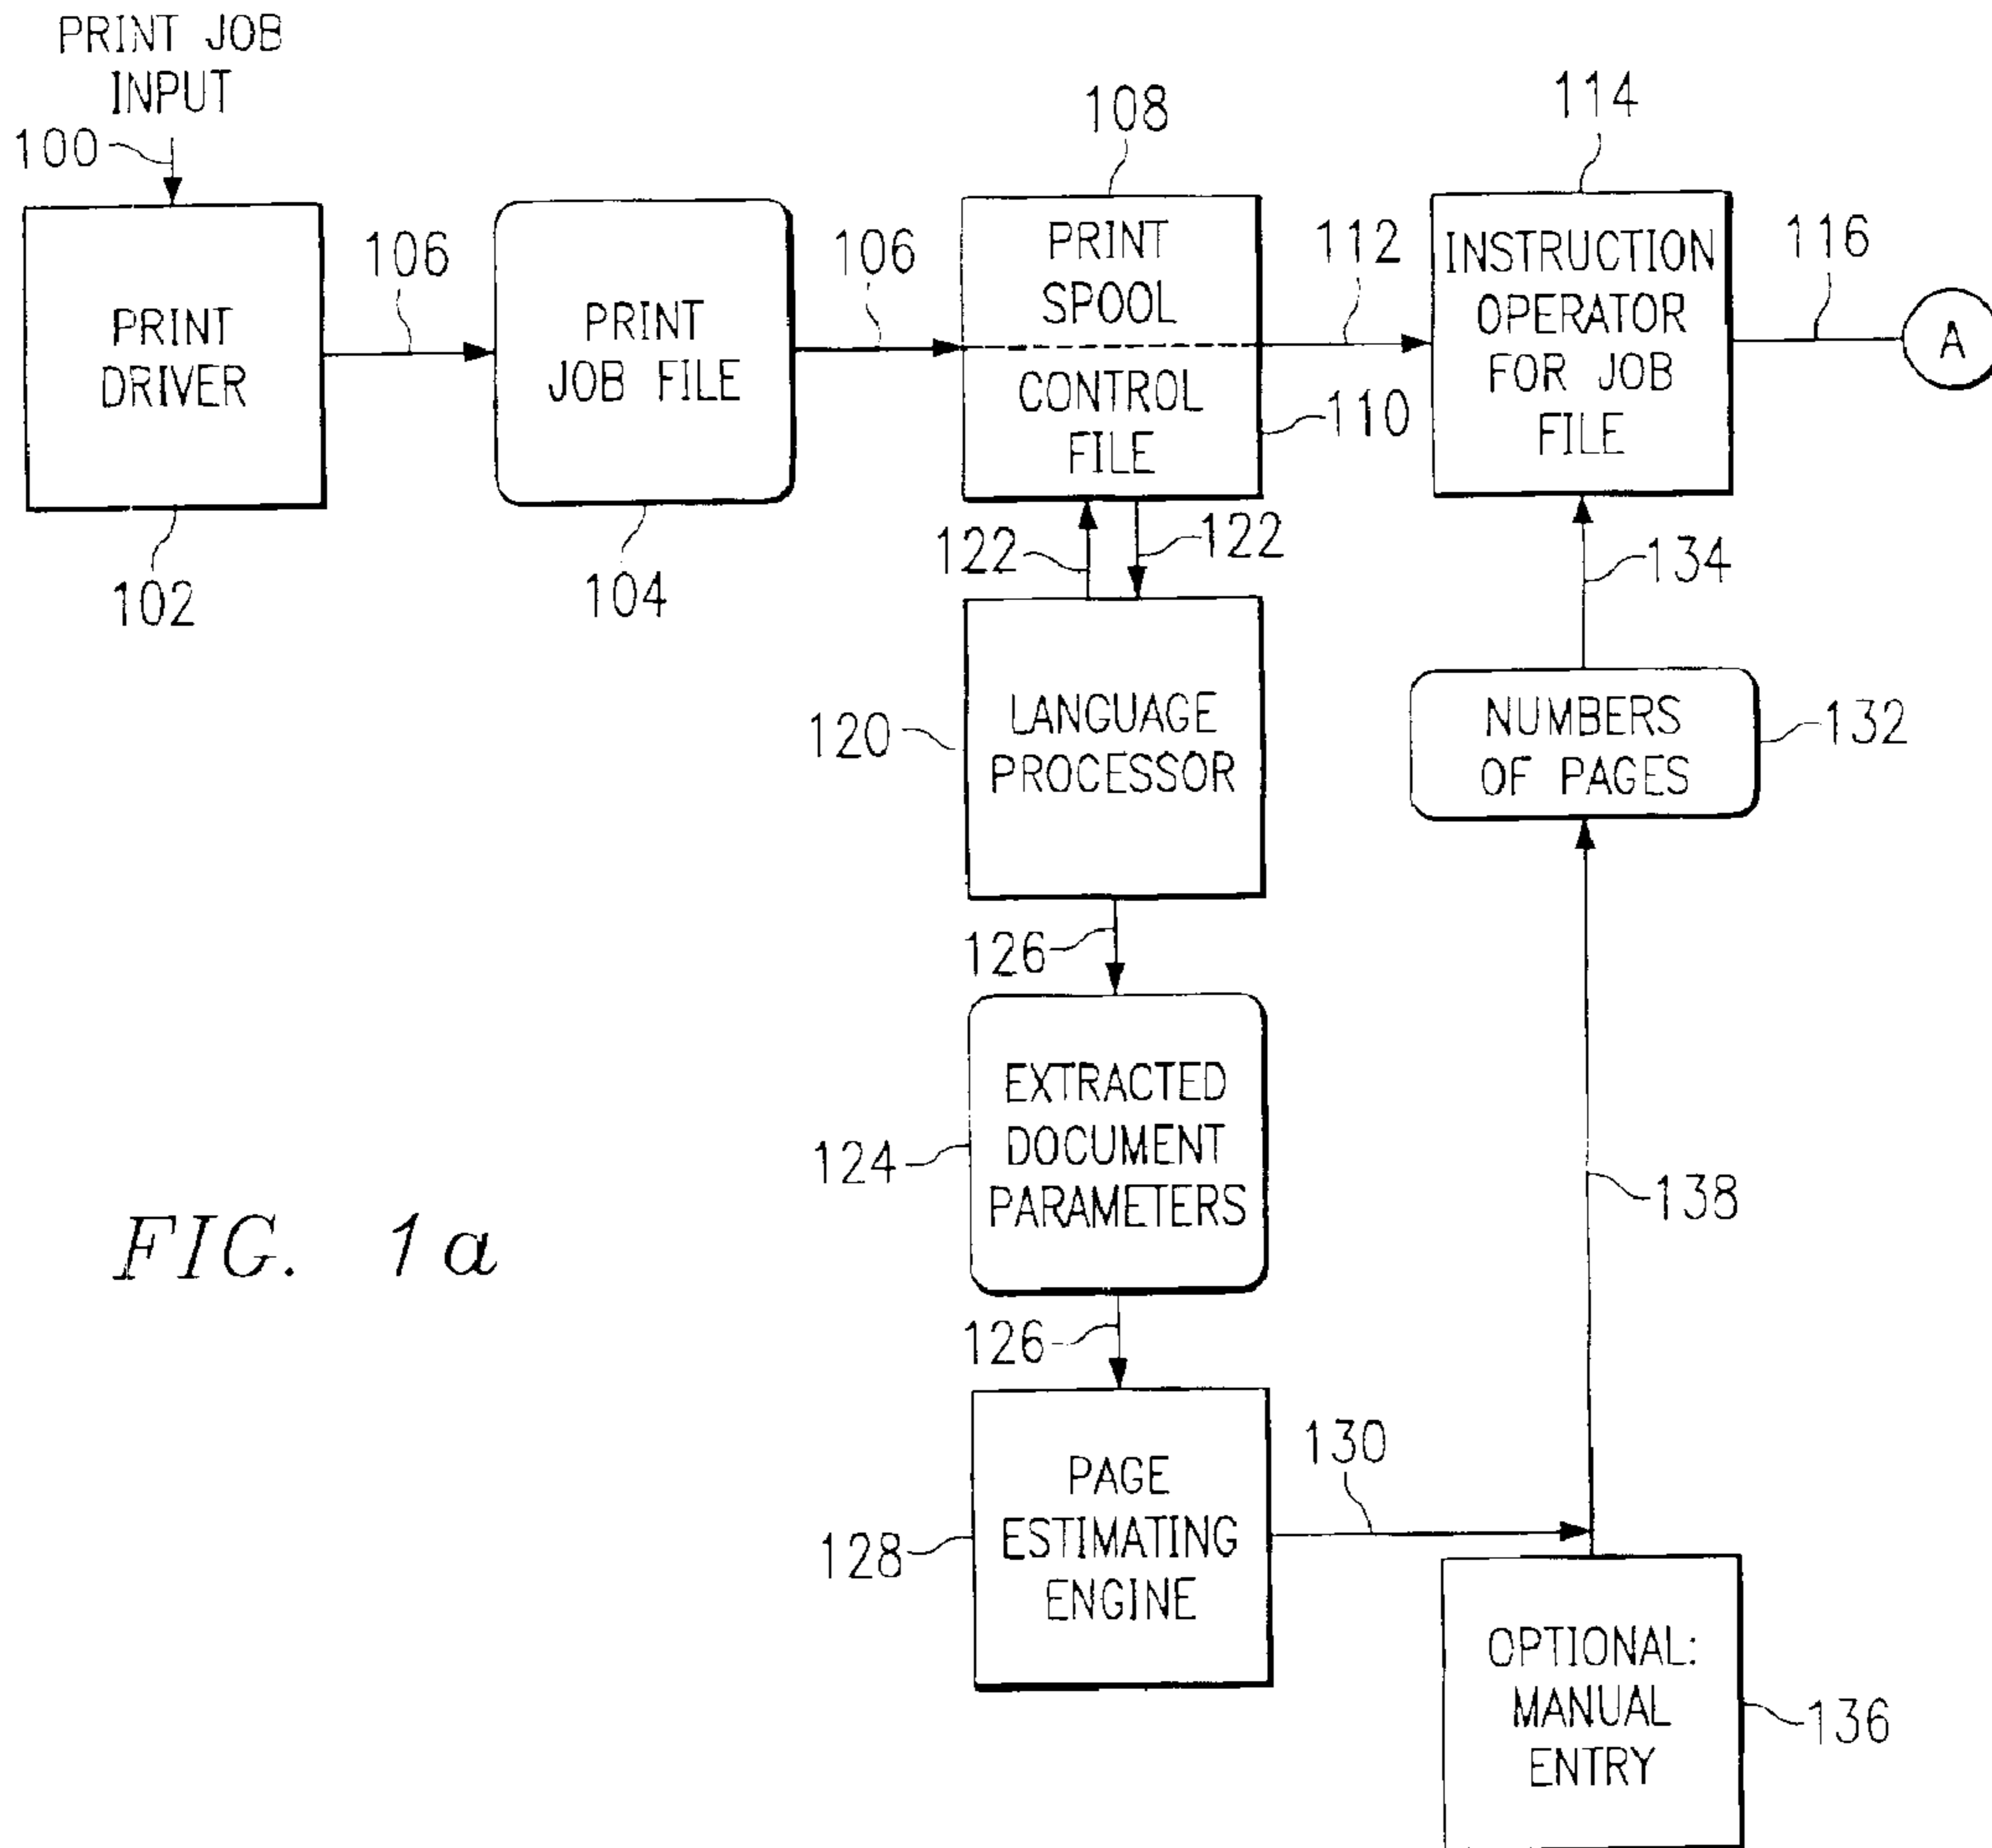 PRINT JOB
INPUT
100
PRINT
DRIVER
102
106
PRINT
JOB FILE
104
106
108
PRINT
SPOOL
CONTROL
FILE
110
112
114
INSTRUCTION
OPERATOR
FOR JOB
FILE
116
A
122
122
134
120
LANGUAGE
PROCESSOR
NUMBERS
OF PAGES
132
126
124
EXTRACTED
DOCUMENT
PARAMETERS
138
FIG. 1a
126
130
128
PAGE
ESTIMATING
ENGINE
OPTIONAL:
MANUAL
ENTRY
136